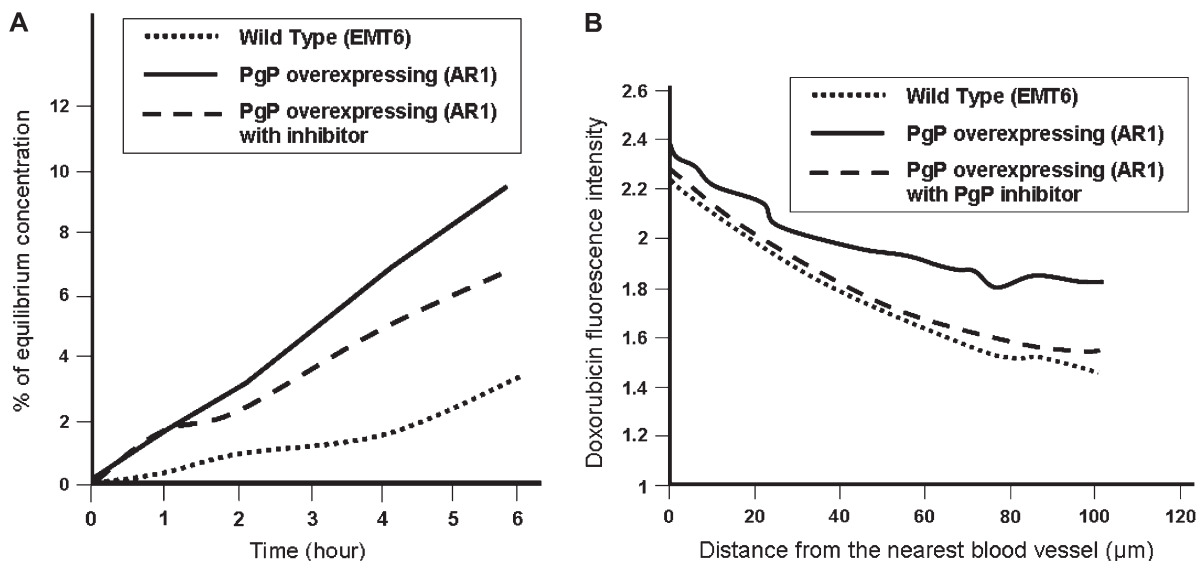 A
Wild Type (EMT6)
PgP overexpressing (AR1)
PgP overexpressing (AR1)
with inhibitor
% of equilibrium concentration
12
10
8
6
4
2
0
0 1 2 3 4 5 6
Time (hour)
B
Wild Type (EMT6)
PgP overexpressing (AR1)
PgP overexpressing (AR1)
with PgP inhibitor
Doxorubicin fluorescence intensity
2.6
2.4
2.2
2
1.8
1.6
1.4
1.2
1
0 20 40 60 80 100 120
Distance from the nearest blood vessel (µm)